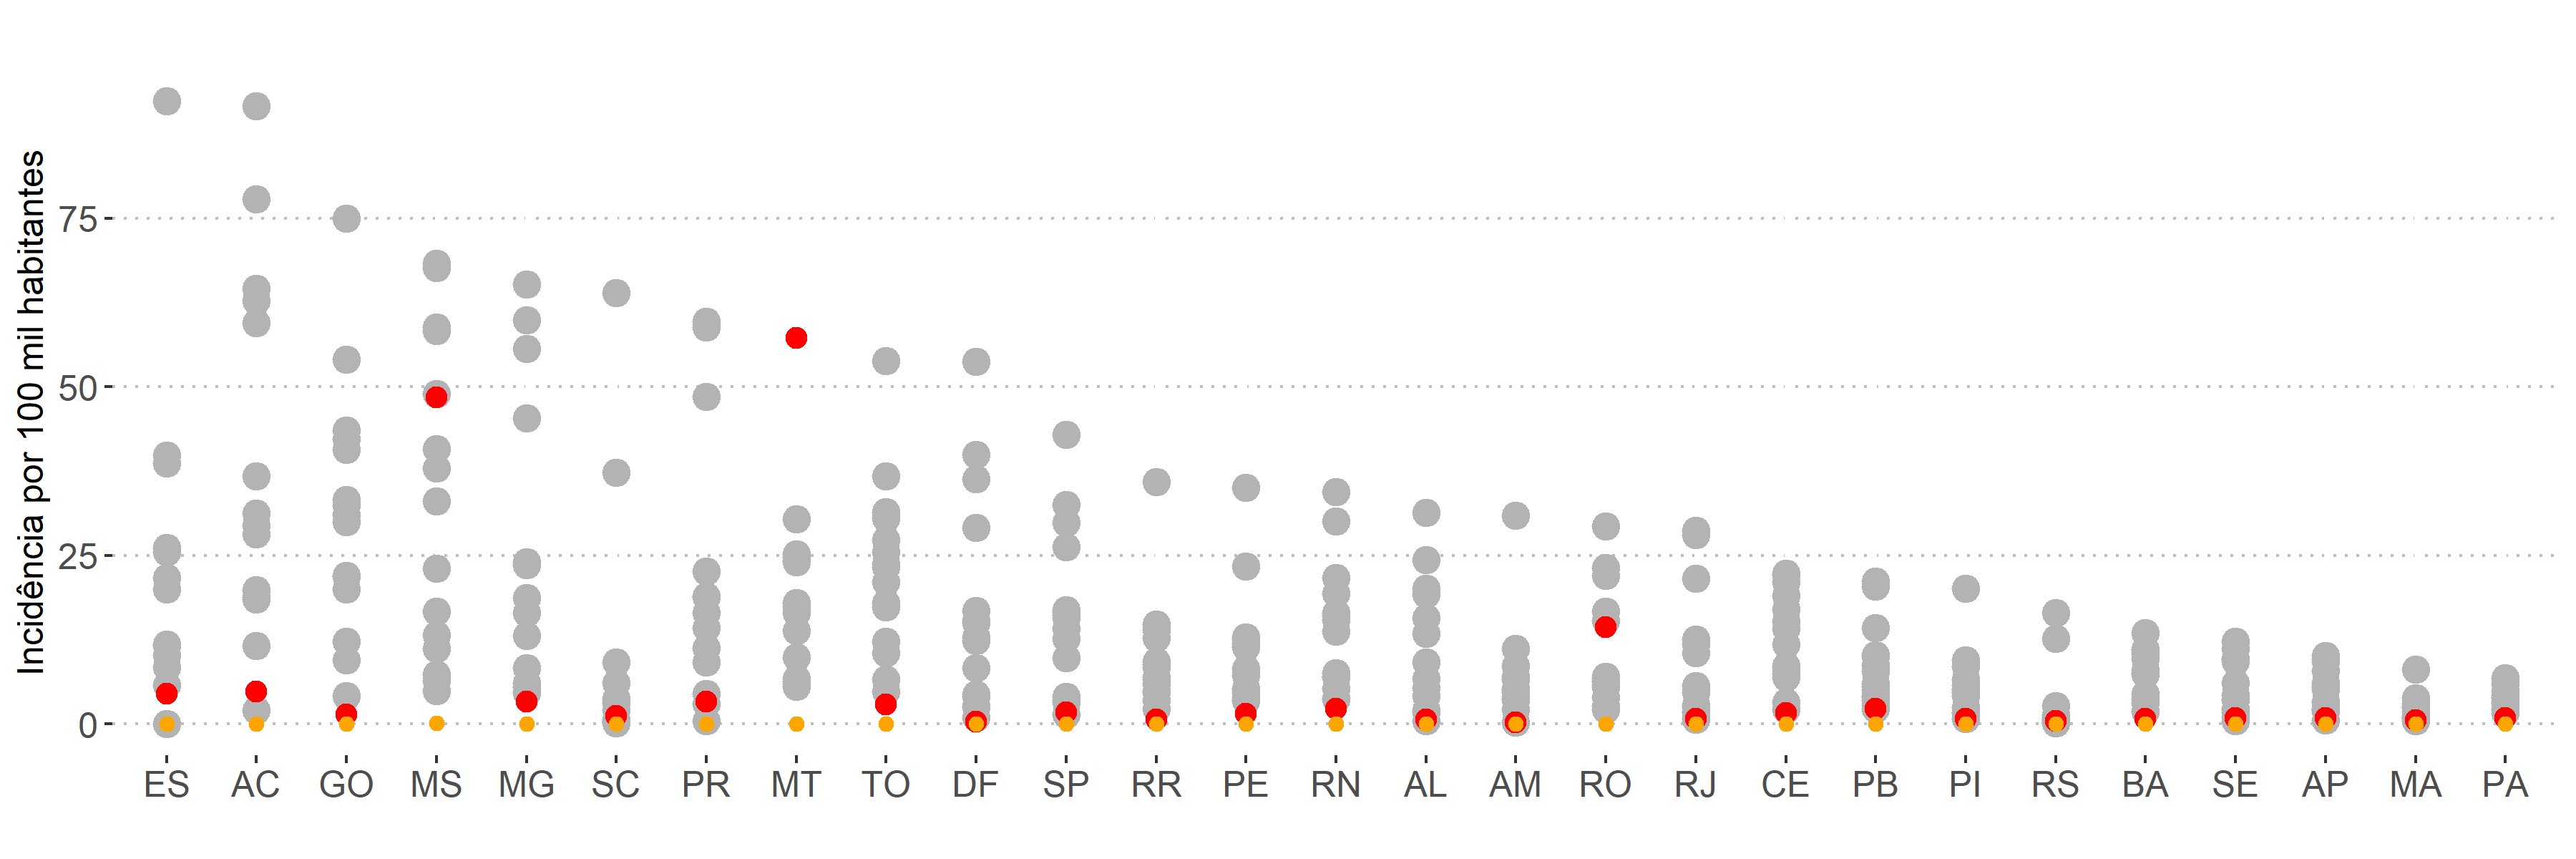 Incidência por 100 mil habitantes
75
50
25
0
ES AC GO MS MG SC PR MT TO DF SP RR PE RN AL AM RO RJ CE PB PI RS BA SE AP MA PA